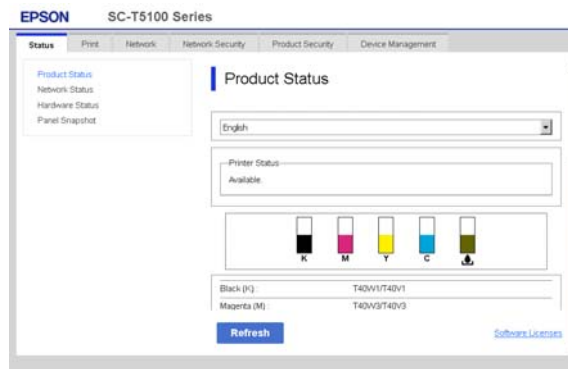 EPSON SC-T5100 Series
Status Print Network Network Security Product Security Device Management
Product Status
Network Status
Hardware Status
Panel Snapshot
Product Status
English
Printer Status
Available.
K M Y C
Black (K) : T40W1/T40V1
Magenta (M) : T40W3/T40V3
Refresh
Software Licenses